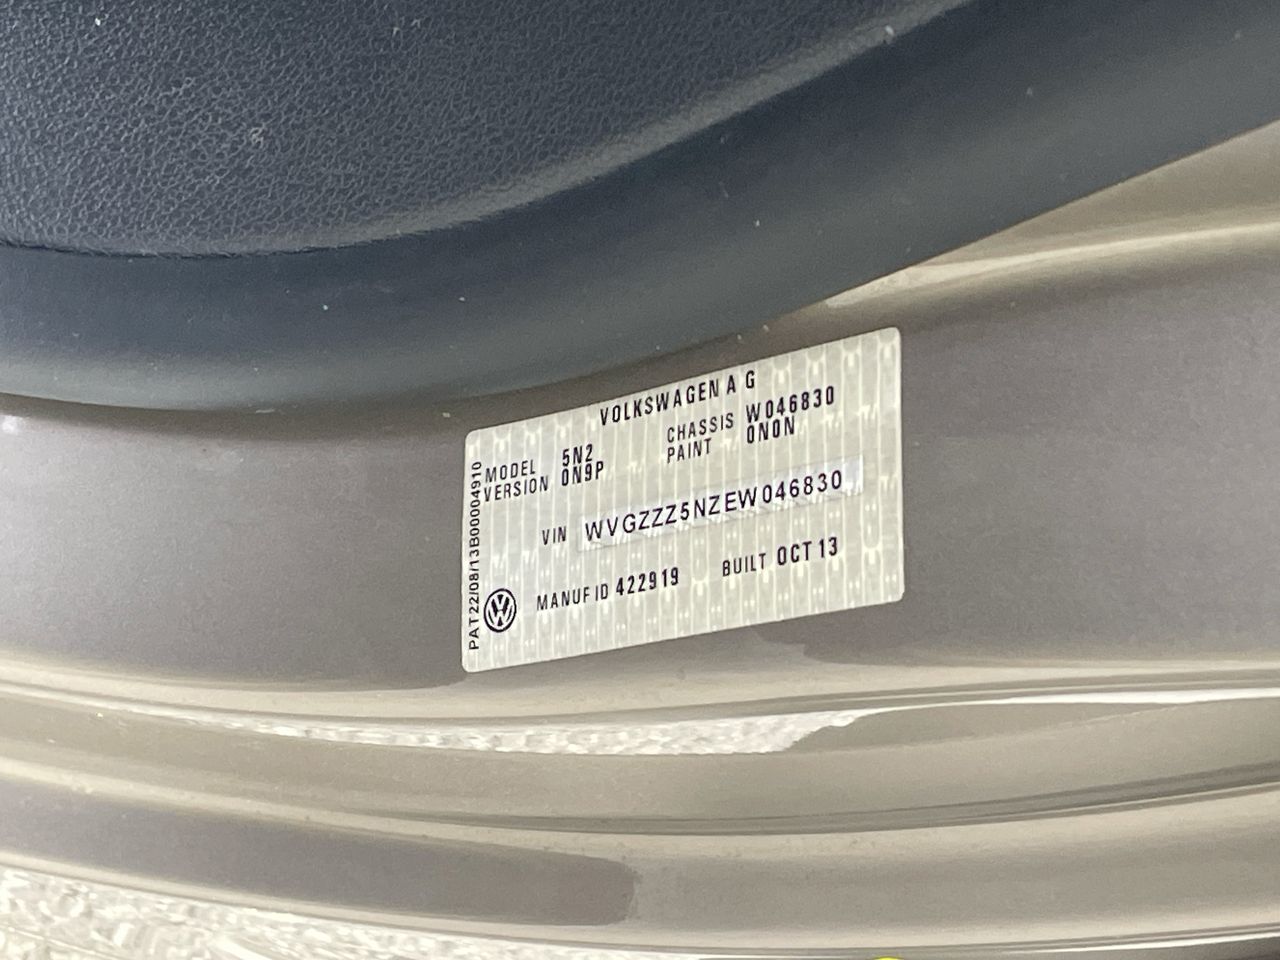 VOLKSWAGEN A G
MODEL 5N2 CHASSIS W046830
VERSION 0N9P PAINT 0N0N
VIN WVGZZZ5NZEW046830
MANUF ID 422919 BUILT OCT 13
PAT22/08/13B00004910